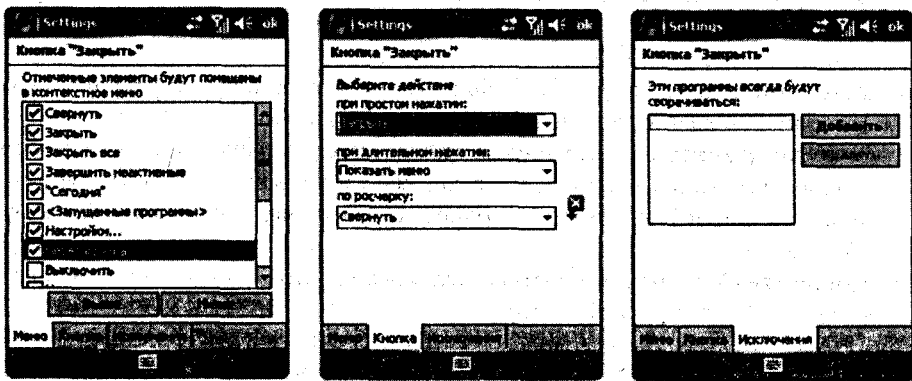 Settings ok
Кнопка "Закрыть"
Отмеченные элементы будут помещены
в контекстное меню
Свернуть
Закрыть
Закрыть все
Завершить неактивные
"Сегодня"
<Запущенные программы>
Настройки...
Выключить
Меню
Settings ok
Кнопка "Закрыть"
Выберите действие
при простом нажатии:
при длительном нажатии:
Показать меню
по росчерку:
Свернуть
Кнопка
Settings ok
Кнопка "Закрыть"
Эти программы всегда будут
сворачиваться:
Добавить
Меню Кнопка Исключения